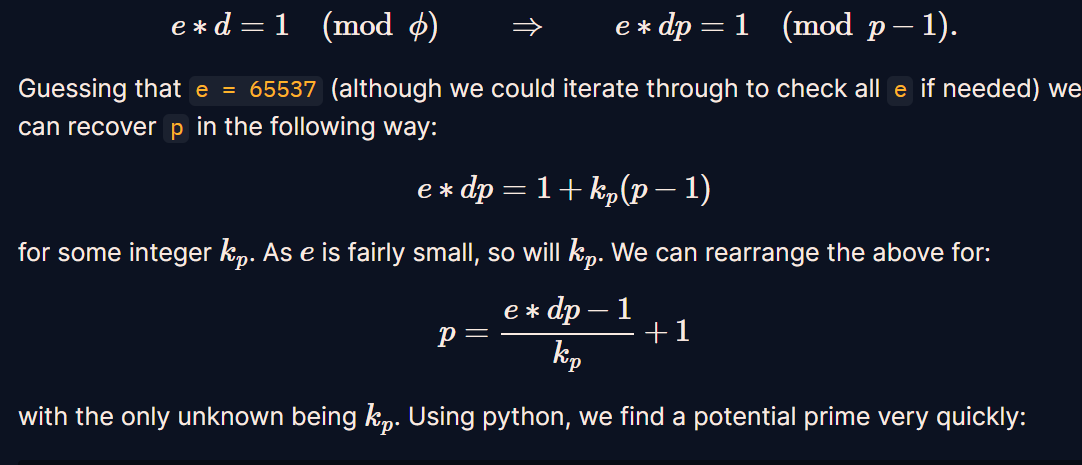 e ∗ d = 1 (mod ϕ) ⇒ e ∗ dp = 1 (mod p − 1).
Guessing that e = 65537 (although we could iterate through to check all e if needed) we
can recover p in the following way:
e ∗ dp = 1 + kₚ(p − 1)
for some integer kₚ. As e is fairly small, so will kₚ. We can rearrange the above for:
p = (e ∗ dp − 1)/kₚ + 1
with the only unknown being kₚ. Using python, we find a potential prime very quickly: